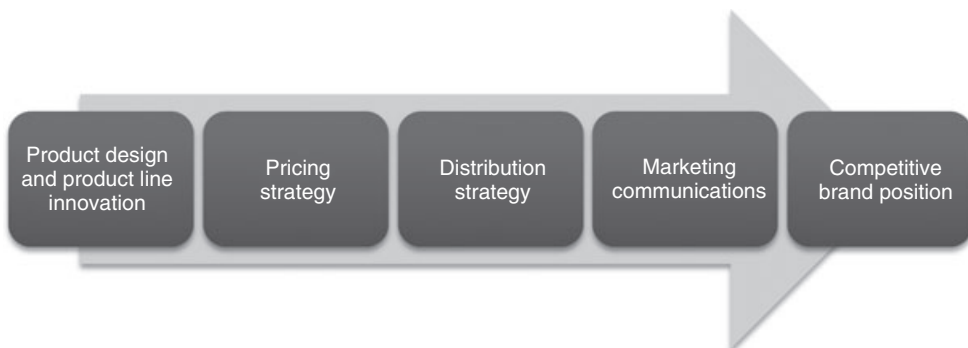 Product design
and product line
innovation
Pricing
strategy
Distribution
strategy
Marketing
communications
Competitive
brand position